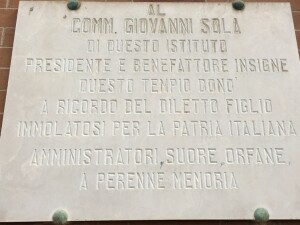 AL
COMM. GIOVANNI SOLA
DI QUESTO ISTITUTO
PRESIDENTE E BENEFATTORE INSIGNE
QUESTO TEMPIO DONO'
A RICORDO DEL DILETTO FIGLIO
IMMOLATOSI PER LA PATRIA ITALIANA
AMMINISTRATORI, SUORE, ORFANE,
A PERENNE MEMORIA